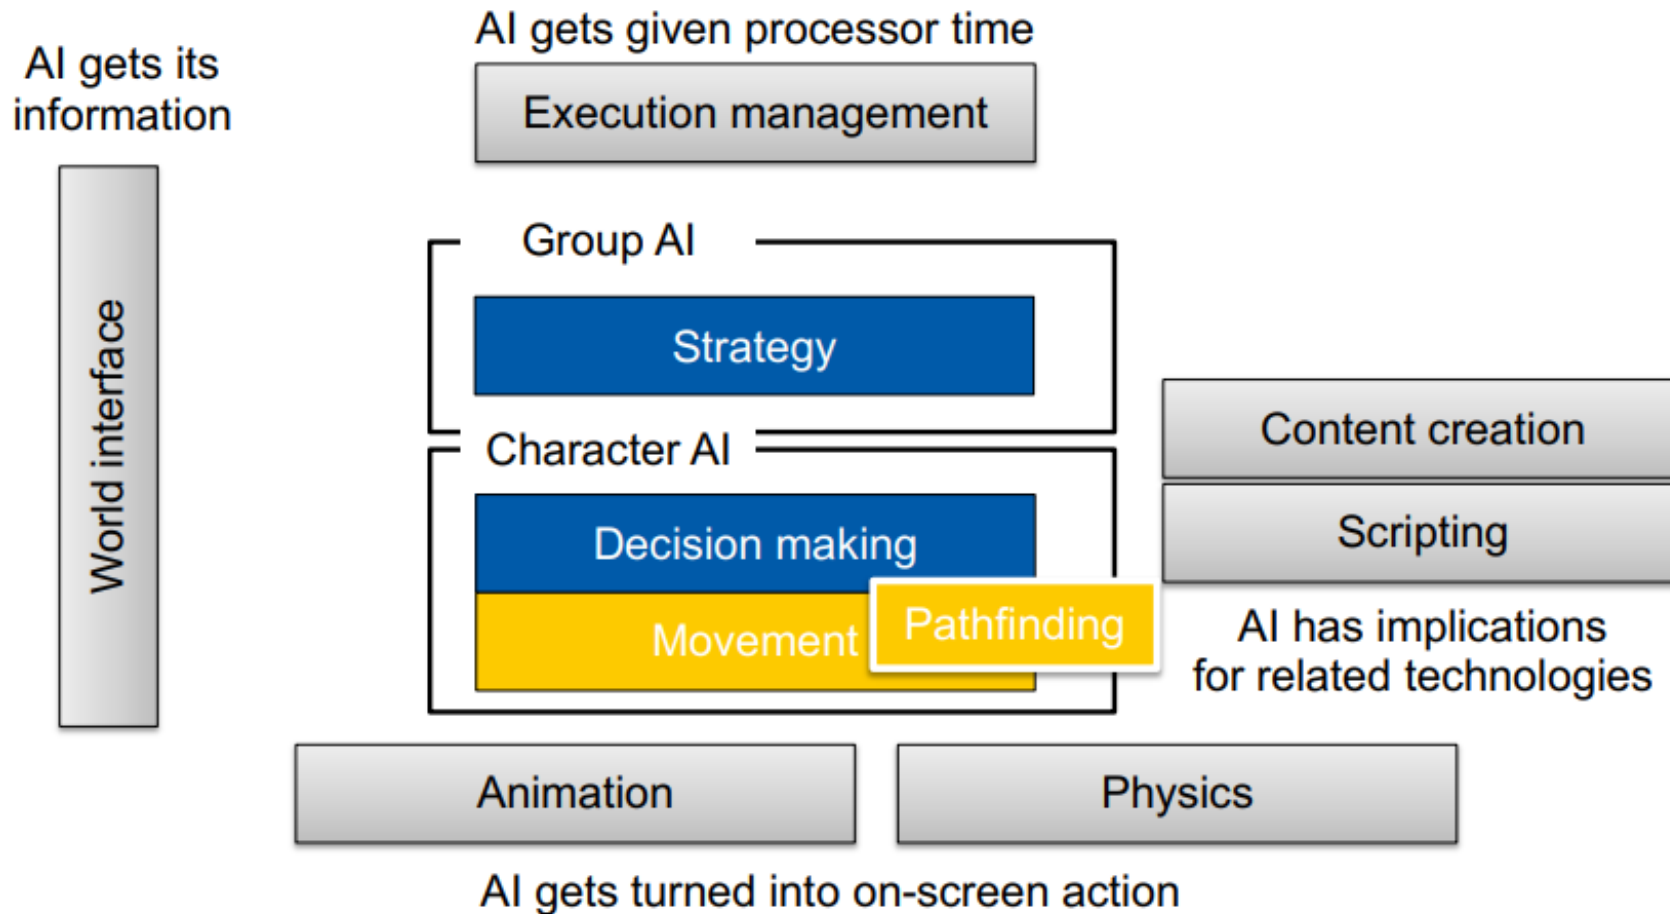 AI gets given processor time
AI gets its
information
Execution management
World interface
Group AI
Strategy
Character AI
Decision making
Movement
Pathfinding
Content creation
Scripting
AI has implications
for related technologies
Animation
Physics
AI gets turned into on-screen action